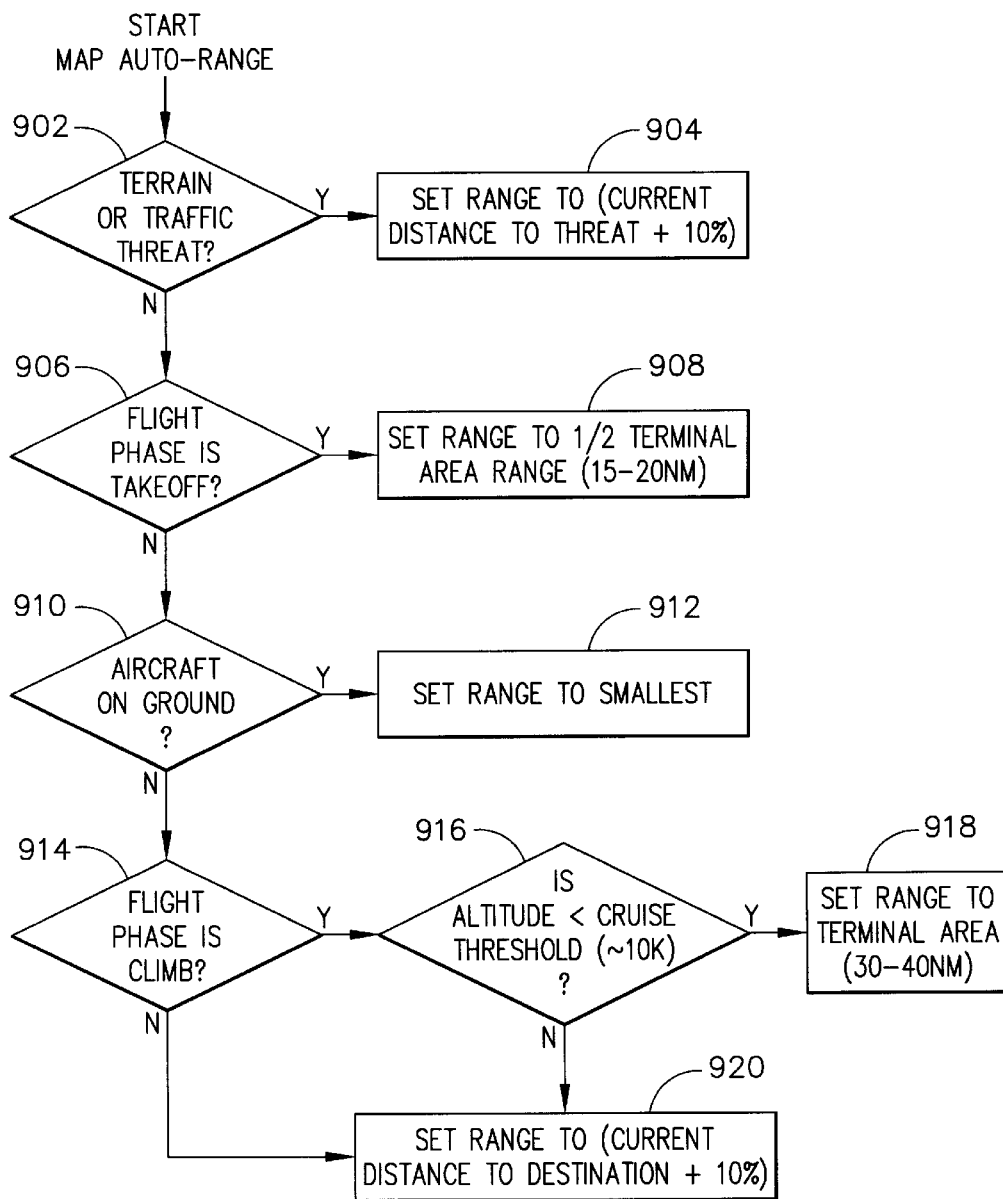 START
MAP AUTO-RANGE
902
TERRAIN
OR TRAFFIC
THREAT?
Y
N
904
SET RANGE TO (CURRENT
DISTANCE TO THREAT + 10%)
906
FLIGHT
PHASE IS
TAKEOFF?
Y
N
908
SET RANGE TO 1/2 TERMINAL
AREA RANGE (15-20NM)
910
AIRCRAFT
ON GROUND
?
Y
N
912
SET RANGE TO SMALLEST
914
FLIGHT
PHASE IS
CLIMB?
Y
N
916
IS
ALTITUDE < CRUISE
THRESHOLD (~10K)
?
Y
N
918
SET RANGE TO
TERMINAL AREA
(30-40NM)
920
SET RANGE TO (CURRENT
DISTANCE TO DESTINATION + 10%)